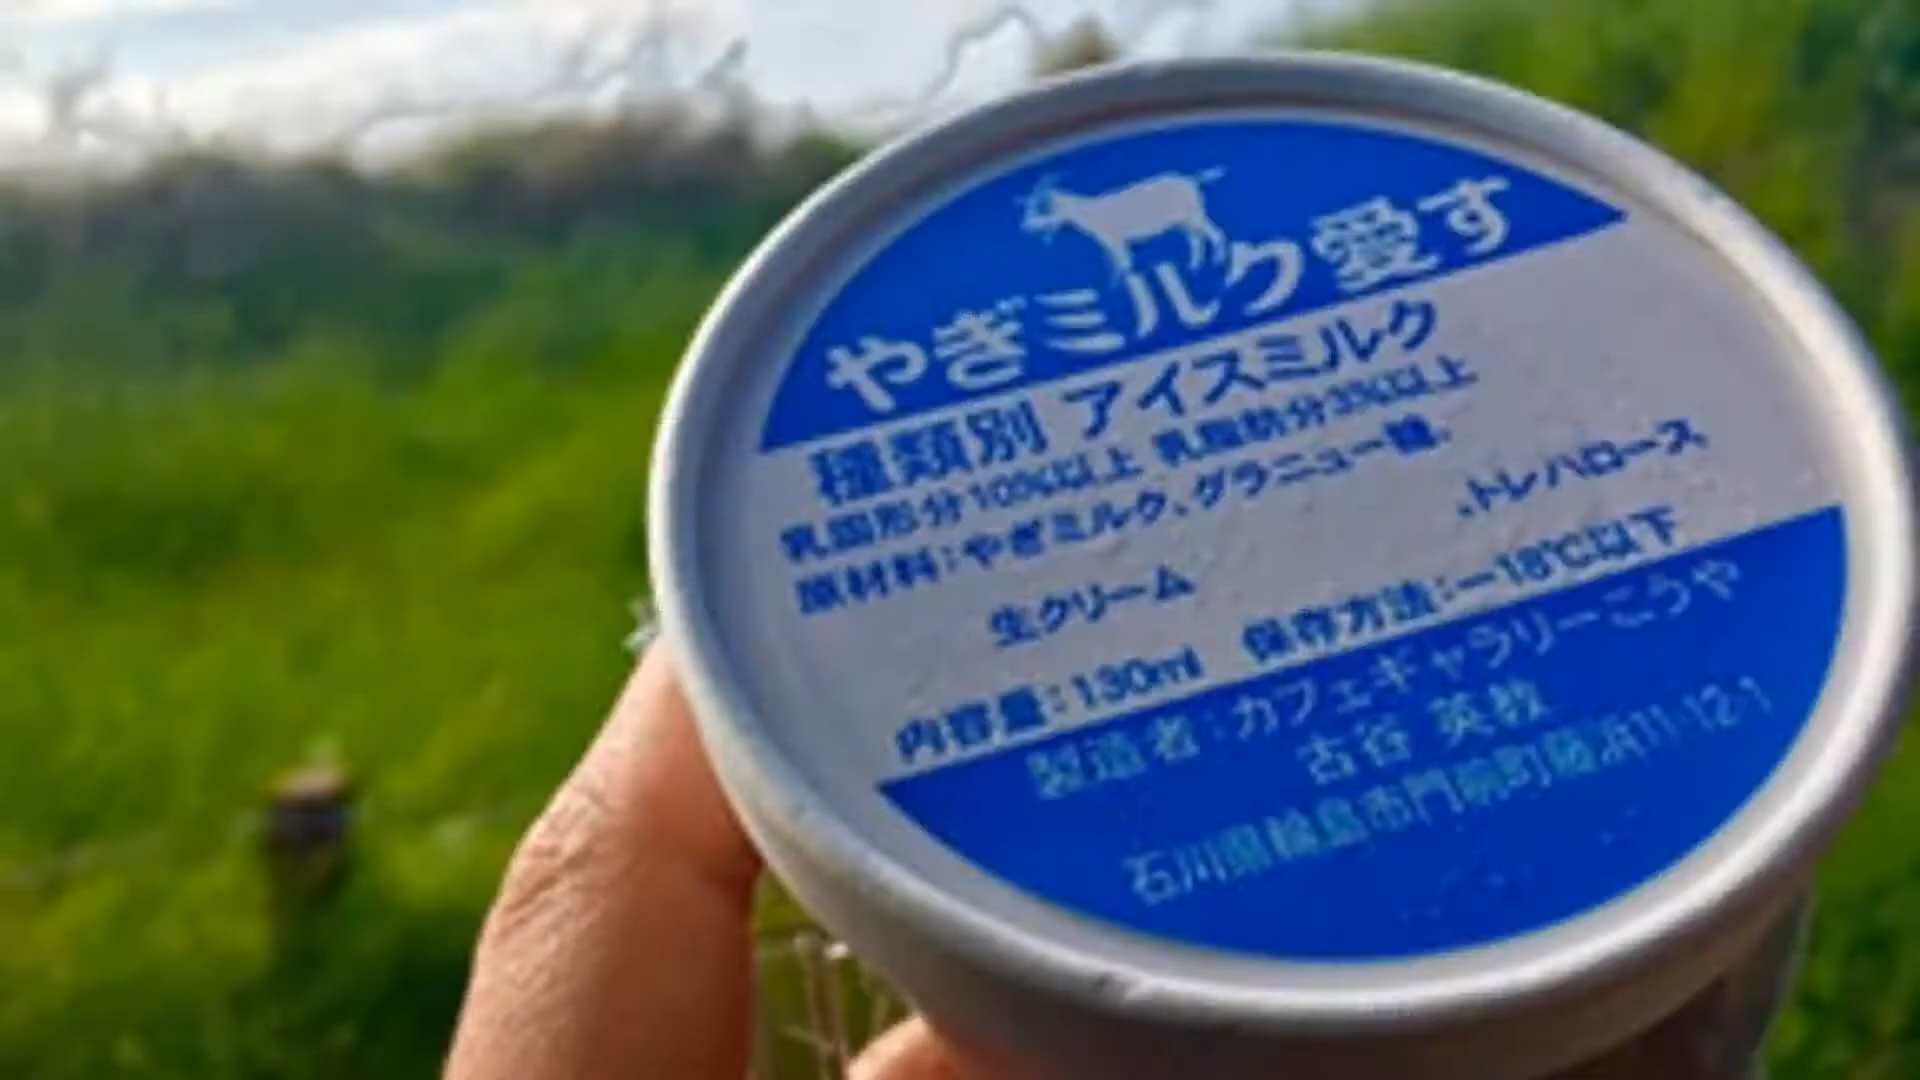 やぎミルク愛す
種類別 アイスミルク
乳固形分10%以上 乳脂肪分3%以上
原材料:やぎミルク、グラニュー糖、
生クリーム 、トレハロース
内容量:130ml 保存方法:-18℃以下
製造者:カフェギャラリーこうや
古谷 英教
石川県輪島市門前町 浜11-12-1